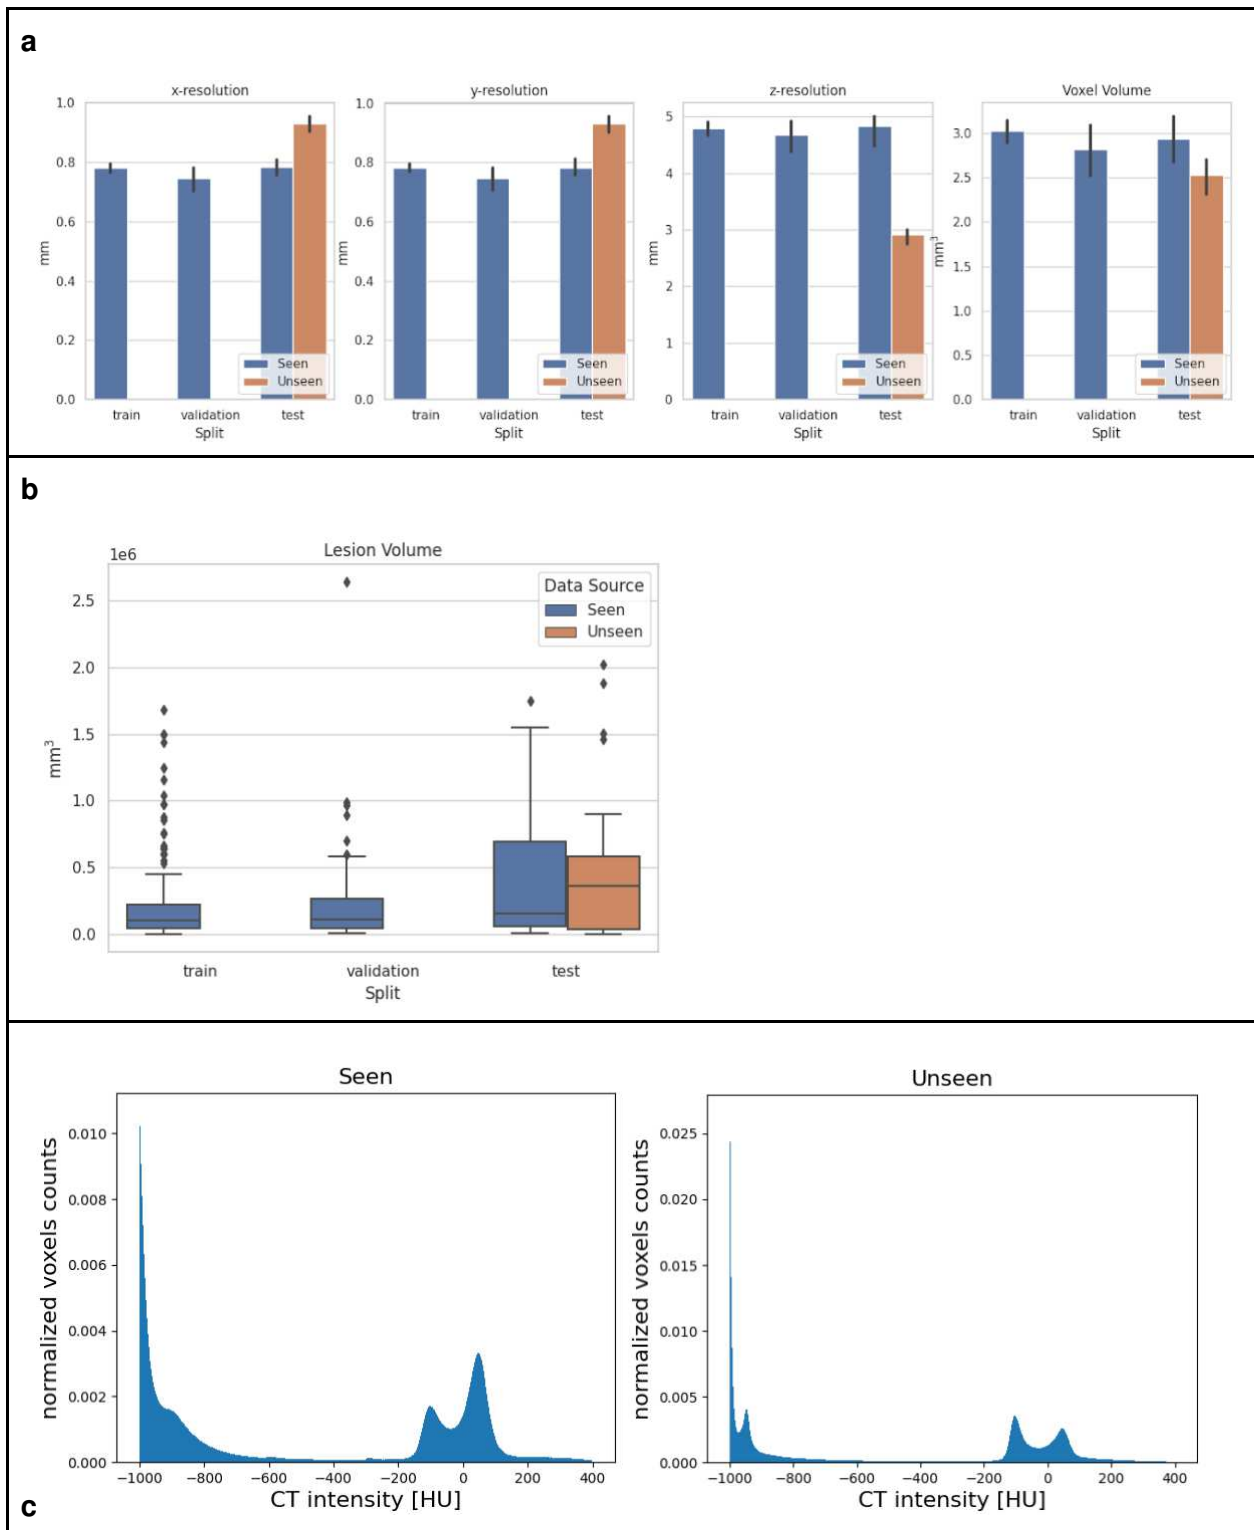 a
x-resolution
1.0
0.8
0.6
0.4
0.2
0.0
mm
Seen
Unseen
train validation test
Split
y-resolution
1.0
0.8
0.6
0.4
0.2
0.0
mm
Seen
Unseen
train validation test
Split
z-resolution
5
4
3
2
1
0
mm
Seen
Unseen
train validation test
Split
Voxel Volume
3.0
2.5
2.0
1.5
1.0
0.5
0.0
mm³
Seen
Unseen
train validation test
Split
b
Lesion Volume
1e6
2.5
2.0
1.5
1.0
0.5
0.0
mm³
Data Source
Seen
Unseen
train validation test
Split
Seen
0.010
0.008
0.006
0.004
0.002
0.000
normalized voxels counts
−1000 −800 −600 −400 −200 0 200 400
CT intensity [HU]
Unseen
0.025
0.020
0.015
0.010
0.005
0.000
normalized voxels counts
−1000 −800 −600 −400 −200 0 200 400
CT intensity [HU]
c